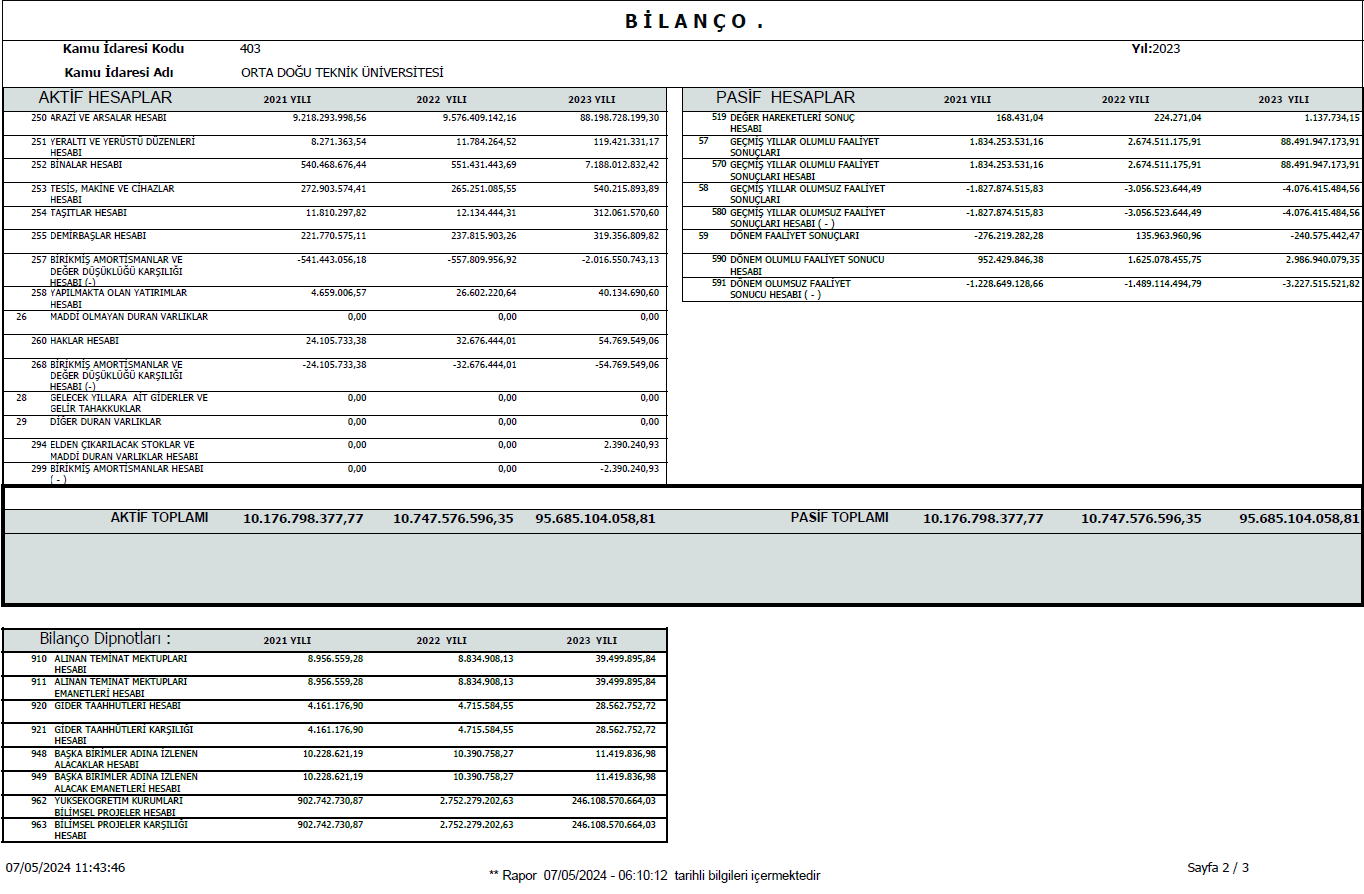 BİLANÇO .
Kamu İdaresi Kodu 403 Yıl:2023
Kamu İdaresi Adı ORTA DOĞU TEKNİK ÜNİVERSİTESİ
AKTİF HESAPLAR 2021 YILI 2022 YILI 2023 YILI
250 ARAZİ VE ARSALAR HESABI 9.218.293.998,56 9.576.409.142,16 88.198.728.199,30
251 YERALTI VE YERÜSTÜ DÜZENLERİ 8.271.363,54 11.784.264,52 119.421.331,17
HESABI
252 BİNALAR HESABI 540.468.676,44 551.431.443,69 7.188.012.832,42
253 TESİS, MAKİNE VE CİHAZLAR 272.903.574,41 265.251.085,55 540.215.893,89
HESABI
254 TAŞITLAR HESABI 11.810.297,82 12.134.444,31 312.061.570,60
255 DEMİRBAŞLAR HESABI 221.770.575,11 237.815.903,26 319.356.809,82
257 BİRİKMİŞ AMORTİSMANLAR VE -541.443.056,18 -557.809.956,92 -2.016.550.743,13
DEĞER DÜŞÜKLÜĞÜ KARŞILIĞI
HESABI (-)
258 YAPILMAKTA OLAN YATIRIMLAR 4.659.006,57 26.602.220,64 40.134.690,60
HESABI
26 MADDİ OLMAYAN DURAN VARLIKLAR 0,00 0,00 0,00
260 HAKLAR HESABI 24.105.733,38 32.676.444,01 54.769.549,06
268 BİRİKMİŞ AMORTİSMANLAR VE -24.105.733,38 -32.676.444,01 -54.769.549,06
DEĞER DÜŞÜKLÜĞÜ KARŞILIĞI
HESABI (-)
28 GELECEK YILLARA AİT GİDERLER VE 0,00 0,00 0,00
GELİR TAHAKKUKLAR
29 DİĞER DURAN VARLIKLAR 0,00 0,00 0,00
294 ELDEN ÇIKARILACAK STOKLAR VE 0,00 0,00 2.390.240,93
MADDİ DURAN VARLIKLAR HESABI
299 BİRİKMİŞ AMORTİSMANLAR HESABI 0,00 0,00 -2.390.240,93
( - )
PASİF HESAPLAR 2021 YILI 2022 YILI 2023 YILI
519 DEĞER HAREKETLERİ SONUÇ 168.431,04 224.271,04 1.137.734,15
HESABI
57 GEÇMİŞ YILLAR OLUMLU FAALİYET 1.834.253.531,16 2.674.511.175,91 88.491.947.173,91
SONUÇLARI
570 GEÇMİŞ YILLAR OLUMLU FAALİYET 1.834.253.531,16 2.674.511.175,91 88.491.947.173,91
SONUÇLARI HESABI
58 GEÇMİŞ YILLAR OLUMSUZ FAALİYET -1.827.874.515,83 -3.056.523.644,49 -4.076.415.484,56
SONUÇLARI
580 GEÇMİŞ YILLAR OLUMSUZ FAALİYET -1.827.874.515,83 -3.056.523.644,49 -4.076.415.484,56
SONUÇLARI HESABI ( - )
59 DÖNEM FAALİYET SONUÇLARI -276.219.282,28 135.963.960,96 -240.575.442,47
590 DÖNEM OLUMLU FAALİYET SONUCU 952.429.846,38 1.625.078.455,75 2.986.940.079,35
HESABI
591 DÖNEM OLUMSUZ FAALİYET -1.228.649.128,66 -1.489.114.494,79 -3.227.515.521,82
SONUCU HESABI ( - )
AKTİF TOPLAMI 10.176.798.377,77 10.747.576.596,35 95.685.104.058,81 PASİF TOPLAMI 10.176.798.377,77 10.747.576.596,35 95.685.104.058,81
Bilanço Dipnotları : 2021 YILI 2022 YILI 2023 YILI
910 ALINAN TEMİNAT MEKTUPLARI 8.956.559,28 8.834.908,13 39.499.895,84
HESABI
911 ALINAN TEMİNAT MEKTUPLARI 8.956.559,28 8.834.908,13 39.499.895,84
EMANETLERİ HESABI
920 GİDER TAAHHÜTLERİ HESABI 4.161.176,90 4.715.584,55 28.562.752,72
921 GİDER TAAHHÜTLERİ KARŞILIĞI 4.161.176,90 4.715.584,55 28.562.752,72
HESABI
948 BAŞKA BİRİMLER ADINA İZLENEN 10.228.621,19 10.390.758,27 11.419.836,98
ALACAKLAR HESABI
949 BAŞKA BİRİMLER ADINA İZLENEN 10.228.621,19 10.390.758,27 11.419.836,98
ALACAK EMANETLERİ HESABI
962 YÜKSEKÖĞRETİM KURUMLARI 902.742.730,87 2.752.279.202,63 246.108.570.664,03
BİLİMSEL PROJELER HESABI
963 BİLİMSEL PROJELER KARŞILIĞI 902.742.730,87 2.752.279.202,63 246.108.570.664,03
HESABI
07/05/2024 11:43:46 Sayfa 2 / 3
** Rapor 07/05/2024 - 06:10:12 tarihli bilgileri içermektedir